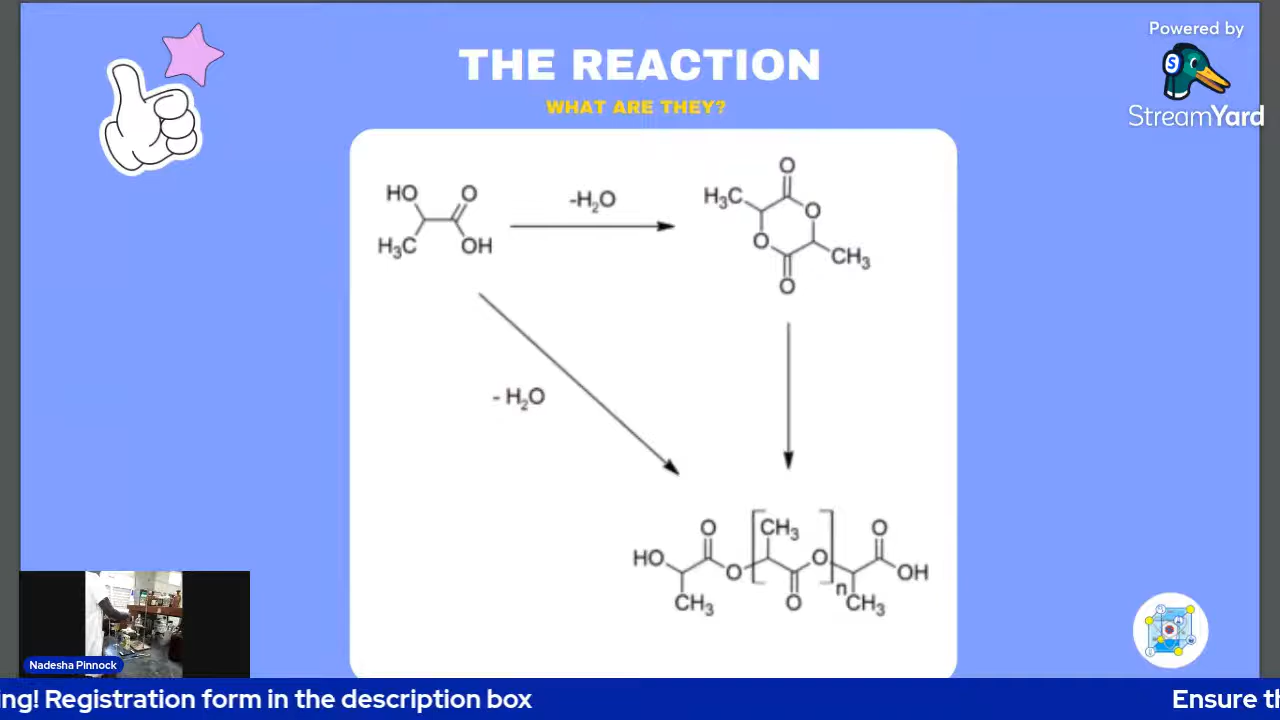 Powered by
StreamYard
THE REACTION
WHAT ARE THEY?
HO
O
H₃C
OH
-H₂O
O
H₃C
O
O
CH₃
O
- H₂O
O
CH₃
O
HO
O
O
OH
n
CH₃
O
CH₃
Nadesha Pinnock
ng! Registration form in the description box
Ensure th